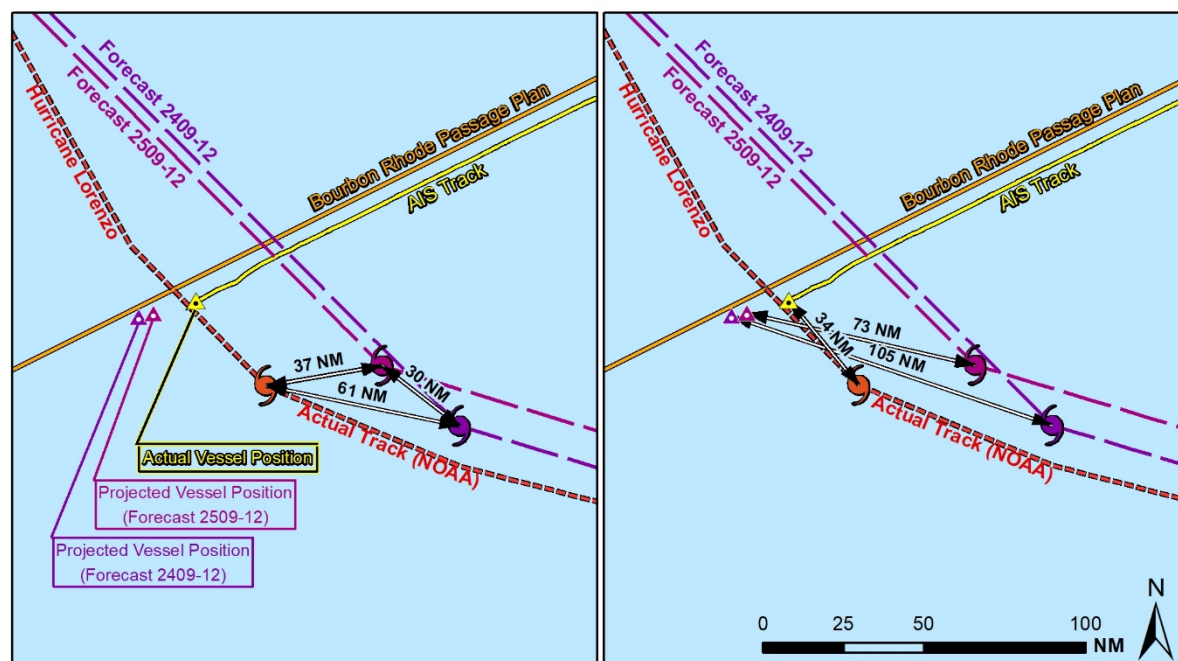 Forecast 2409-12
Forecast 2509-12
Hurricane Lorenzo
Bourbon Rhode Passage Plan
AIS Track
37 NM
30 NM
61 NM
Actual Track (NOAA)
Actual Vessel Position
Projected Vessel Position
(Forecast 2509-12)
Projected Vessel Position
(Forecast 2409-12)
Forecast 2409-12
Forecast 2509-12
Hurricane Lorenzo
Bourbon Rhode Passage Plan
AIS Track
34 NM
73 NM
105 NM
Actual Track (NOAA)
N
0 25 50 100
NM